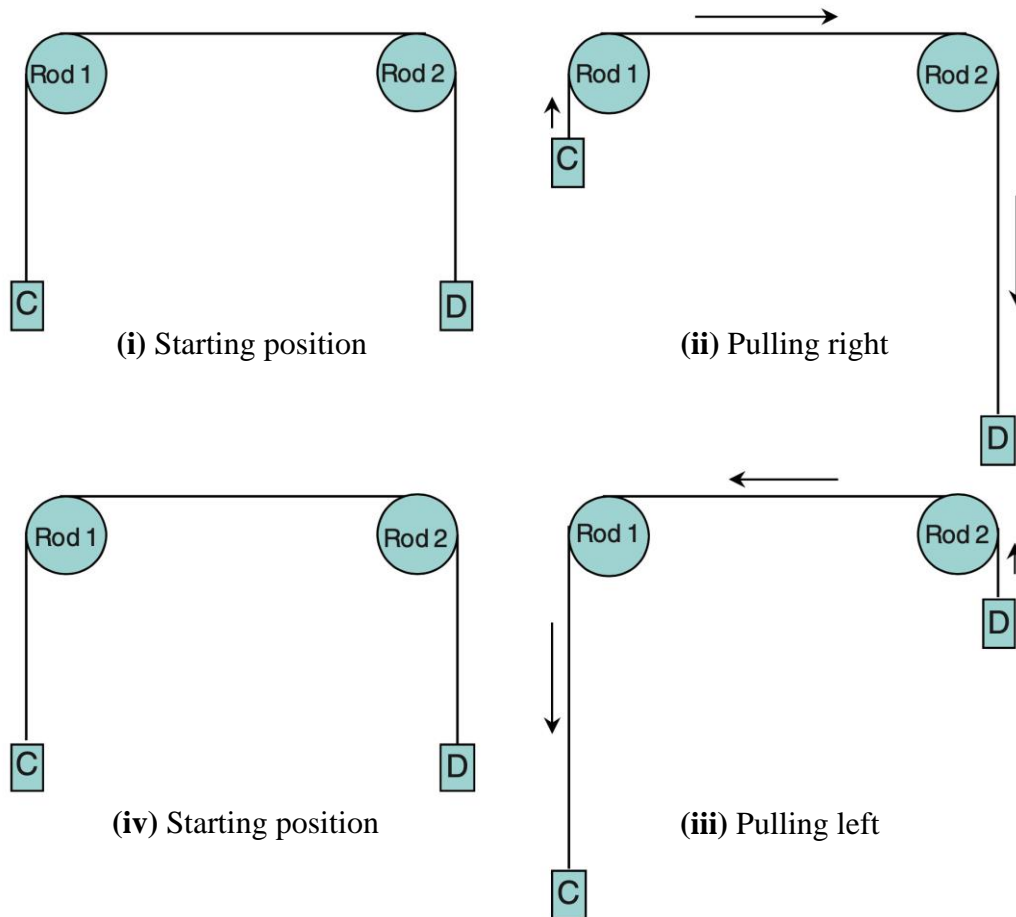 Rod 1
Rod 2
C
D
(i) Starting position
Rod 1
Rod 2
C
D
(ii) Pulling right
Rod 1
Rod 2
C
D
(iv) Starting position
Rod 1
Rod 2
D
C
(iii) Pulling left